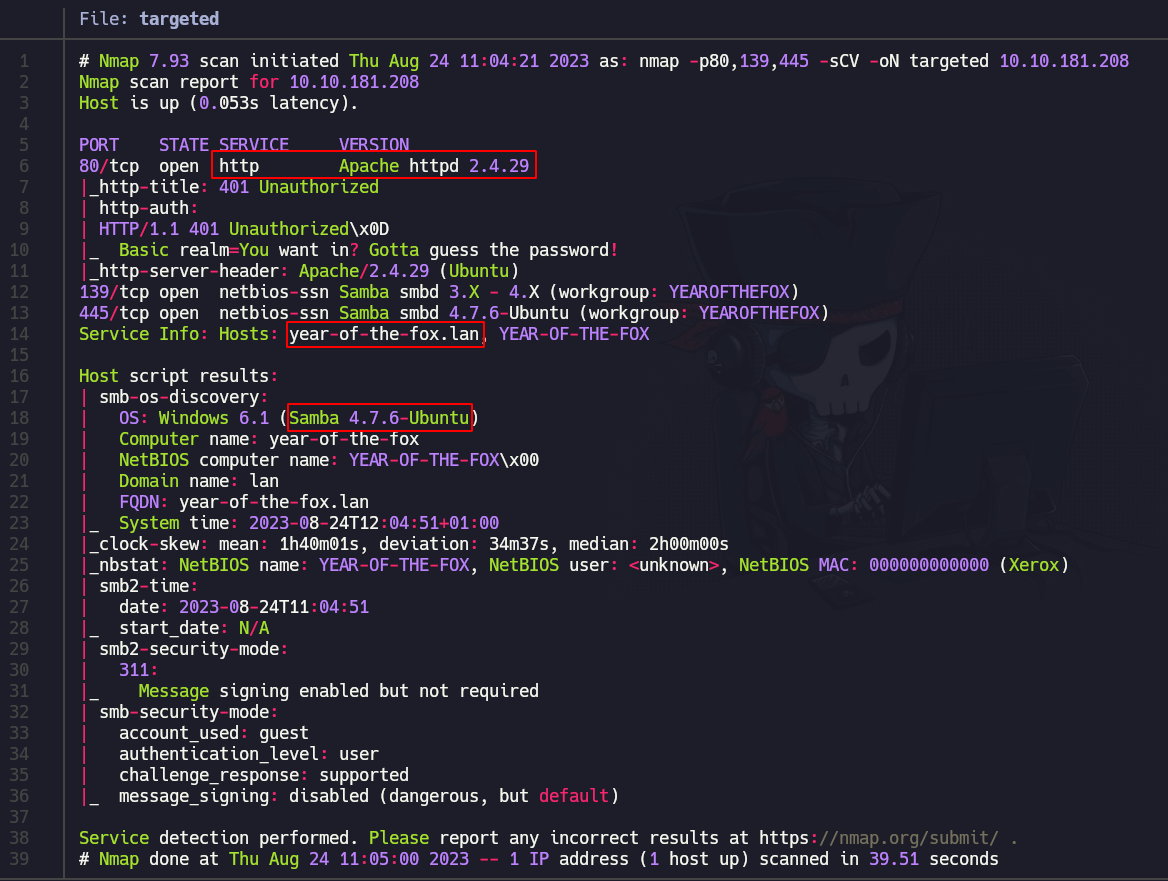 File: targeted
1 # Nmap 7.93 scan initiated Thu Aug 24 11:04:21 2023 as: nmap -p80,139,445 -sCV -oN targeted 10.10.181.208
2 Nmap scan report for 10.10.181.208
3 Host is up (0.053s latency).
4
5 PORT    STATE SERVICE     VERSION
6 80/tcp  open  http        Apache httpd 2.4.29
7 |_http-title: 401 Unauthorized
8 | http-auth:
9 | HTTP/1.1 401 Unauthorized\x0D
10 |_  Basic realm=You want in? Gotta guess the password!
11 |_http-server-header: Apache/2.4.29 (Ubuntu)
12 139/tcp open  netbios-ssn Samba smbd 3.X - 4.X (workgroup: YEAROFTHEFOX)
13 445/tcp open  netbios-ssn Samba smbd 4.7.6-Ubuntu (workgroup: YEAROFTHEFOX)
14 Service Info: Hosts: year-of-the-fox.lan, YEAR-OF-THE-FOX
15
16 Host script results:
17 | smb-os-discovery:
18 |   OS: Windows 6.1 (Samba 4.7.6-Ubuntu)
19 |   Computer name: year-of-the-fox
20 |   NetBIOS computer name: YEAR-OF-THE-FOX\x00
21 |   Domain name: lan
22 |   FQDN: year-of-the-fox.lan
23 |_  System time: 2023-08-24T12:04:51+01:00
24 |_clock-skew: mean: 1h40m01s, deviation: 34m37s, median: 2h00m00s
25 |_nbstat: NetBIOS name: YEAR-OF-THE-FOX, NetBIOS user: <unknown>, NetBIOS MAC: 000000000000 (Xerox)
26 | smb2-time:
27 |   date: 2023-08-24T11:04:51
28 |_  start_date: N/A
29 | smb2-security-mode:
30 |   311:
31 |_    Message signing enabled but not required
32 | smb-security-mode:
33 |   account_used: guest
34 |   authentication_level: user
35 |   challenge_response: supported
36 |_  message_signing: disabled (dangerous, but default)
37
38 Service detection performed. Please report any incorrect results at https://nmap.org/submit/ .
39 # Nmap done at Thu Aug 24 11:05:00 2023 -- 1 IP address (1 host up) scanned in 39.51 seconds